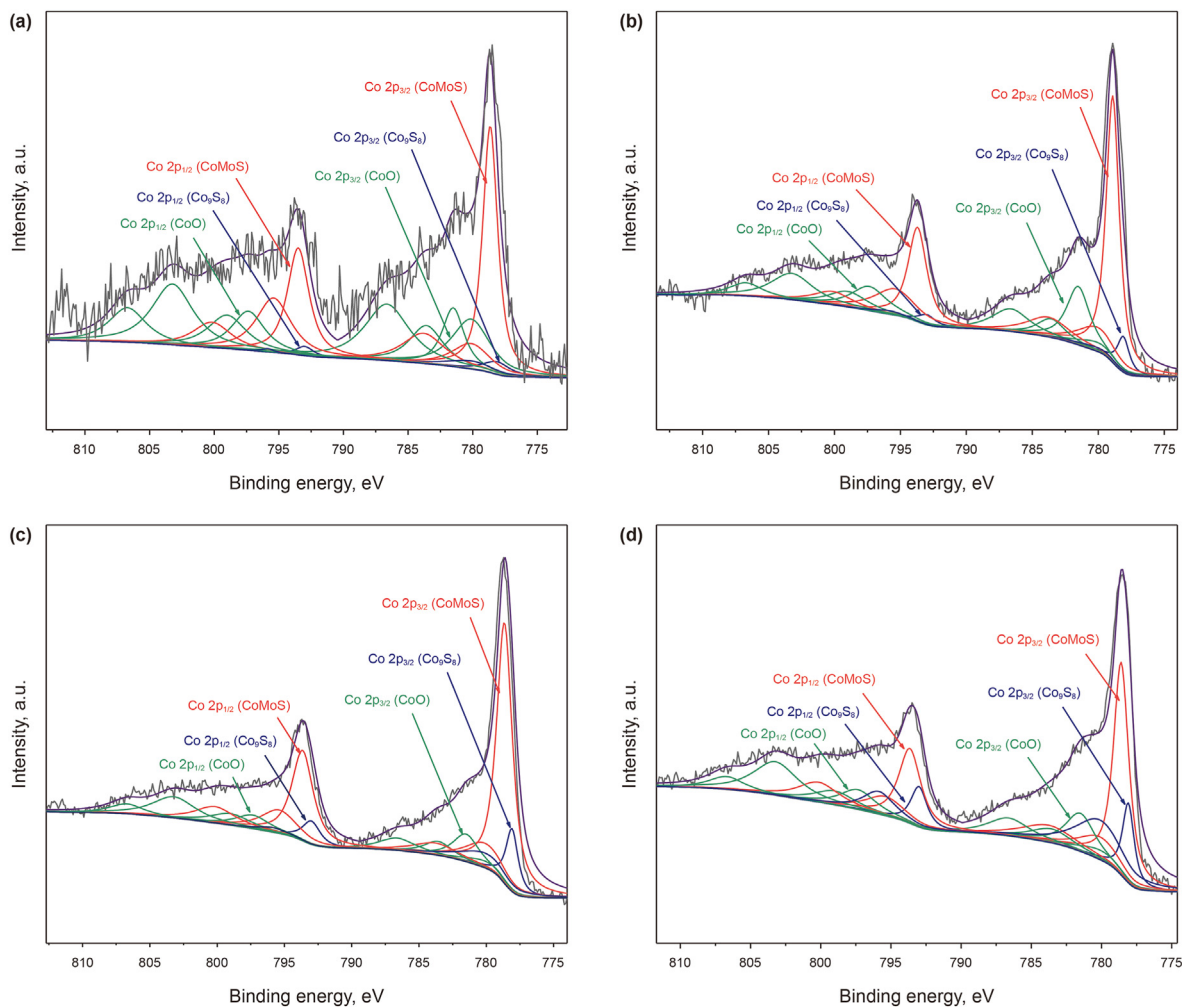 (a)
Co 2p3/2 (CoMoS)
Co 2p3/2 (Co9S8)
Co 2p1/2 (CoMoS)
Co 2p3/2 (CoO)
Co 2p1/2 (Co9S8)
Co 2p1/2 (CoO)
Intensity, a.u.
810 805 800 795 790 785 780 775
Binding energy, eV
(b)
Co 2p3/2 (CoMoS)
Co 2p3/2 (Co9S8)
Co 2p1/2 (CoMoS)
Co 2p1/2 (Co9S8)
Co 2p3/2 (CoO)
Co 2p1/2 (CoO)
Intensity, a.u.
810 805 800 795 790 785 780 775
Binding energy, eV
(c)
Co 2p3/2 (CoMoS)
Co 2p3/2 (Co9S8)
Co 2p3/2 (CoO)
Co 2p1/2 (CoMoS)
Co 2p1/2 (Co9S8)
Co 2p1/2 (CoO)
Intensity, a.u.
810 805 800 795 790 785 780 775
Binding energy, eV
(d)
Co 2p3/2 (CoMoS)
Co 2p1/2 (CoMoS)
Co 2p3/2 (Co9S8)
Co 2p1/2 (Co9S8)
Co 2p1/2 (CoO)
Co 2p3/2 (CoO)
Intensity, a.u.
810 805 800 795 790 785 780 775
Binding energy, eV